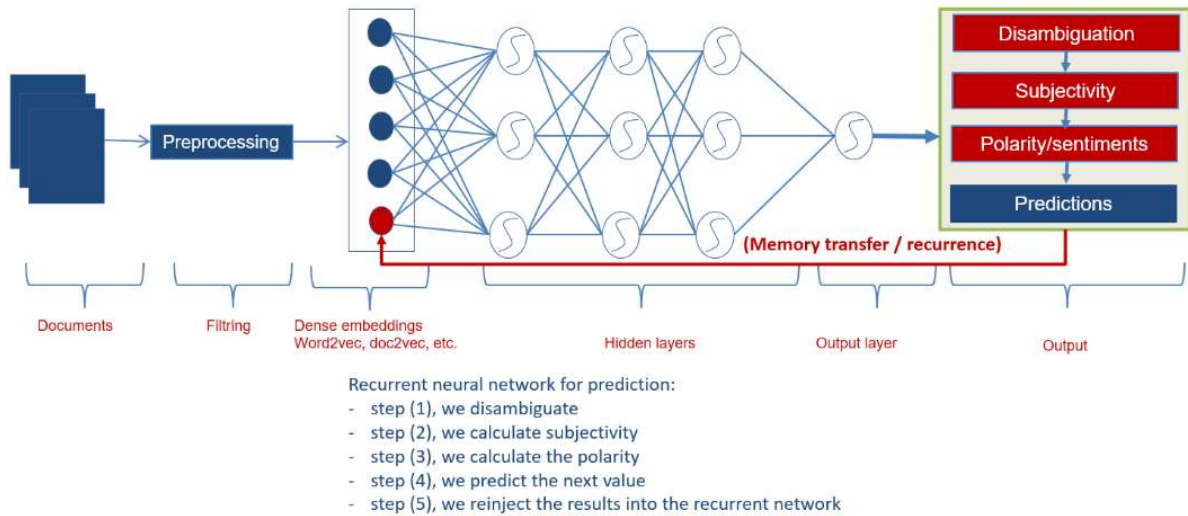 Disambiguation
Subjectivity
Preprocessing
Polarity/sentiments
Predictions
(Memory transfer / recurrence)
Documents
Filtring
Dense embeddings
Word2vec, doc2vec, etc.
Hidden layers
Output layer
Output
Recurrent neural network for prediction:
- step (1), we disambiguate
- step (2), we calculate subjectivity
- step (3), we calculate the polarity
- step (4), we predict the next value
- step (5), we reinject the results into the recurrent network